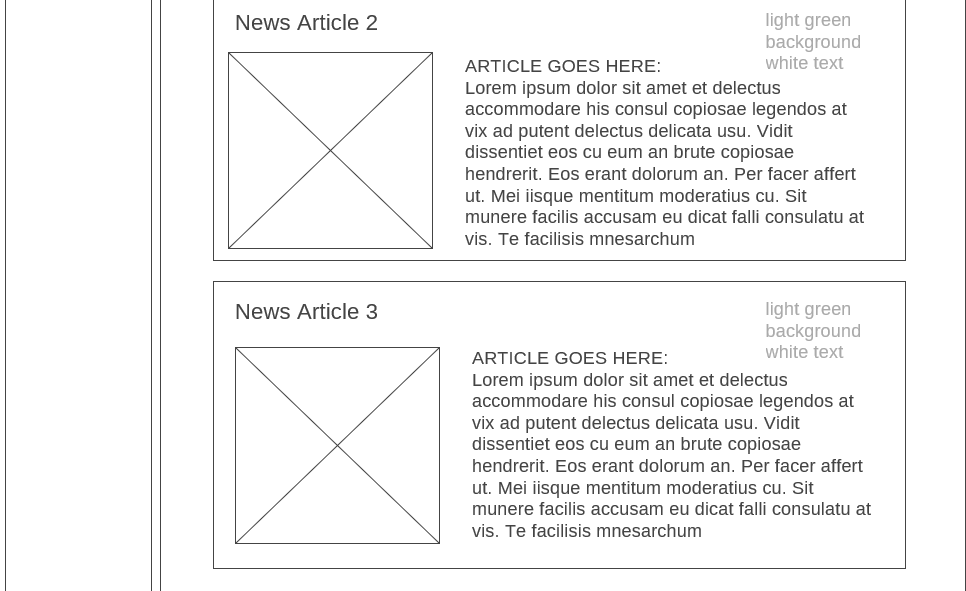 News Article 2
light green
background
white text
ARTICLE GOES HERE:
Lorem ipsum dolor sit amet et delectus
accommodare his consul copiosae legendos at
vix ad putent delectus delicata usu. Vidit
dissentiet eos cu eum an brute copiosae
hendrerit. Eos erant dolorum an. Per facer affert
ut. Mei iisque mentitum moderatius cu. Sit
munere facilis accusam eu dicat falli consulatu at
vis. Te facilisis mnesarchum
News Article 3
light green
background
white text
ARTICLE GOES HERE:
Lorem ipsum dolor sit amet et delectus
accommodare his consul copiosae legendos at
vix ad putent delectus delicata usu. Vidit
dissentiet eos cu eum an brute copiosae
hendrerit. Eos erant dolorum an. Per facer affert
ut. Mei iisque mentitum moderatius cu. Sit
munere facilis accusam eu dicat falli consulatu at
vis. Te facilisis mnesarchum